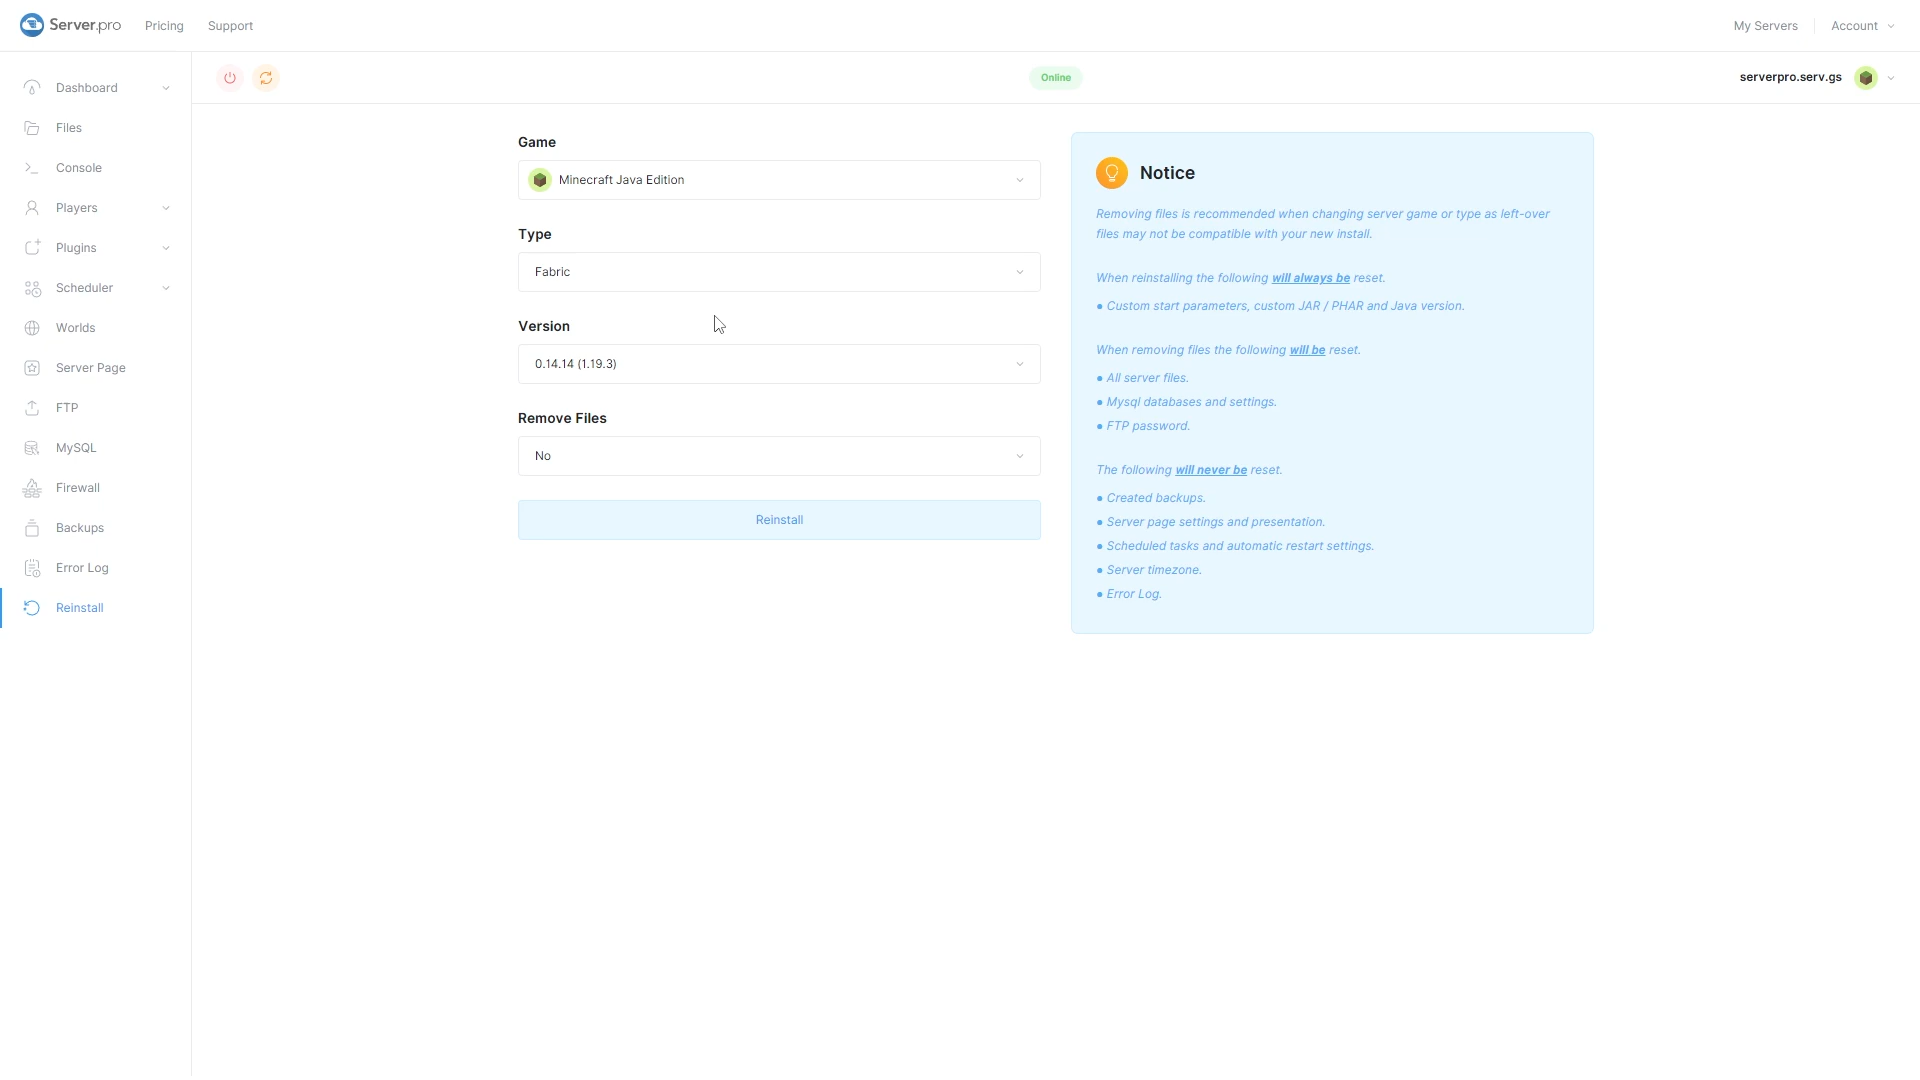 Server.pro
Pricing
Support
My Servers
Account
Dashboard
Files
Console
Players
Plugins
Scheduler
Worlds
Server Page
FTP
MySQL
Firewall
Backups
Error Log
Reinstall
Online
serverpro.serv.gs
Game
Minecraft Java Edition
Type
Fabric
Version
0.14.14 (1.19.3)
Remove Files
No
Reinstall
Notice
Removing files is recommended when changing server game or type as left-over
files may not be compatible with your new install.
When reinstalling the following will always be reset.
● Custom start parameters, custom JAR / PHAR and Java version.
When removing files the following will be reset.
● All server files.
● Mysql databases and settings.
● FTP password.
The following will never be reset.
● Created backups.
● Server page settings and presentation.
● Scheduled tasks and automatic restart settings.
● Server timezone.
● Error Log.